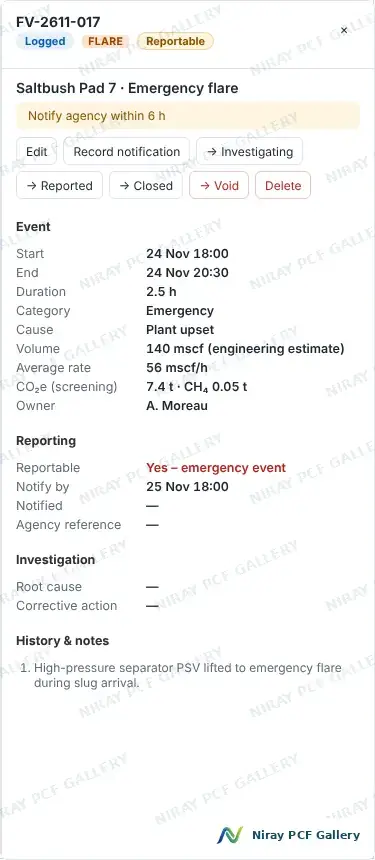 FV-2611-017
×
Logged FLARE Reportable
Saltbush Pad 7 · Emergency flare
Notify agency within 6 h
Edit Record notification → Investigating
→ Reported → Closed → Void Delete
Event
Start 24 Nov 18:00
End 24 Nov 20:30
Duration 2.5 h
Category Emergency
Cause Plant upset
Volume 140 mscf (engineering estimate)
Average rate 56 mscf/h
CO₂e (screening) 7.4 t · CH₄ 0.05 t
Owner A. Moreau
Reporting
Reportable Yes – emergency event
Notify by 25 Nov 18:00
Notified —
Agency reference —
Investigation
Root cause —
Corrective action —
History & notes
1. High-pressure separator PSV lifted to emergency flare
during slug arrival.
Niray PCF Gallery